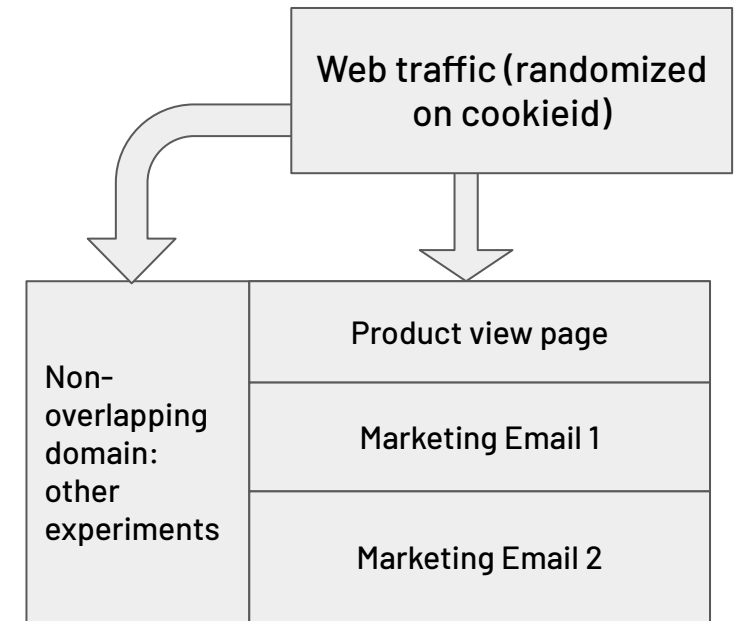 Web traffic (randomized
on cookieid)
Non-
overlapping
domain:
other
experiments
Product view page
Marketing Email 1
Marketing Email 2